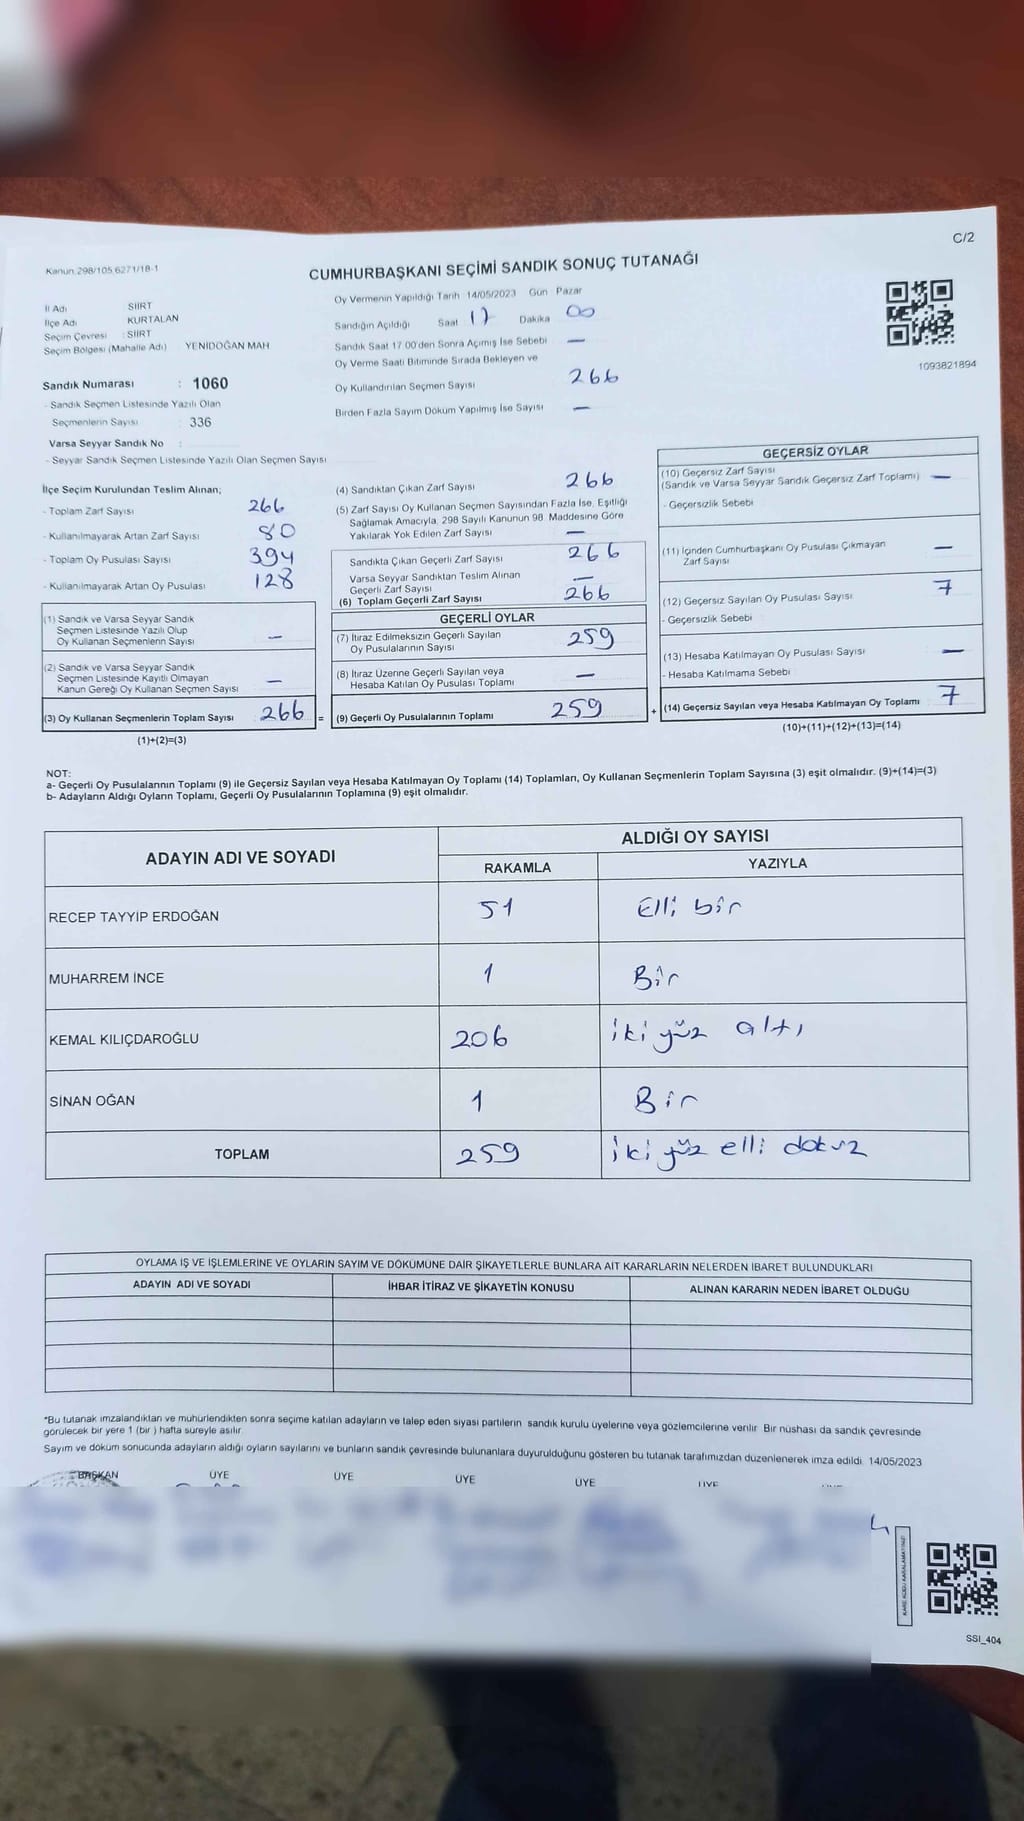 C/2
Kanun 298/105,6271/18-1
CUMHURBAŞKANI SEÇİMİ SANDIK SONUÇ TUTANAĞI
İl Adı SİİRT
İlçe Adı KURTALAN
Seçim Çevresi : SİİRT
Seçim Bölgesi (Mahalle Adı) YENİDOĞAN MAH
Sandık Numarası : 1060
- Sandık Seçmen Listesinde Yazılı Olan
Seçmenlerin Sayısı : 336
Varsa Seyyar Sandık No :
- Seyyar Sandık Seçmen Listesinde Yazılı Olan Seçmen Sayısı
Oy Vermenin Yapıldığı Tarih 14/05/2023 Gün Pazar
Sandığın Açıldığı Saat 17 Dakika 00
Sandık Saat 17.00'den Sonra Açımış İse Sebebi —
Oy Verme Saati Bitiminde Sırada Bekleyen ve
Oy Kullandırılan Seçmen Sayısı 266
Birden Fazla Sayım Döküm Yapılmış İse Sayısı —
1093821894
İlçe Seçim Kurulundan Teslim Alınan;
- Toplam Zarf Sayısı 266
- Kullanılmayarak Artan Zarf Sayısı 80
- Toplam Oy Pusulası Sayısı 394
- Kullanılmayarak Artan Oy Pusulası 128
(1) Sandık ve Varsa Seyyar Sandık
Seçmen Listesinde Yazılı Olup
Oy Kullanan Seçmenlerin Sayısı —
(2) Sandık ve Varsa Seyyar Sandık
Seçmen Listesinde Kayıtlı Olmayan
Kanun Gereği Oy Kullanan Seçmen Sayısı —
(3) Oy Kullanan Seçmenlerin Toplam Sayısı 266 =
(1)+(2)=(3)
(4) Sandıktan Çıkan Zarf Sayısı 266
(5) Zarf Sayısı Oy Kullanan Seçmen Sayısından Fazla İse, Eşitliği
Sağlamak Amacıyla, 298 Sayılı Kanunun 98. Maddesine Göre
Yakılarak Yok Edilen Zarf Sayısı —
Sandıkta Çıkan Geçerli Zarf Sayısı 266
Varsa Seyyar Sandıktan Teslim Alınan
Geçerli Zarf Sayısı —
(6) Toplam Geçerli Zarf Sayısı 266
GEÇERLİ OYLAR
(7) İtiraz Edilmeksizin Geçerli Sayılan
Oy Pusulalarının Sayısı 259
(8) İtiraz Üzerine Geçerli Sayılan veya
Hesaba Katılan Oy Pusulası Toplamı —
(9) Geçerli Oy Pusulalarının Toplamı 259 +
GEÇERSİZ OYLAR
(10) Geçersiz Zarf Sayısı
(Sandık ve Varsa Seyyar Sandık Geçersiz Zarf Toplamı) —
- Geçersizlik Sebebi
(11) İçinden Cumhurbaşkanı Oy Pusulası Çıkmayan
Zarf Sayısı —
(12) Geçersiz Sayılan Oy Pusulası Sayısı 7
- Geçersizlik Sebebi
(13) Hesaba Katılmayan Oy Pusulası Sayısı —
- Hesaba Katılmama Sebebi
(14) Geçersiz Sayılan veya Hesaba Katılmayan Oy Toplamı 7
(10)+(11)+(12)+(13)=(14)
NOT:
a- Geçerli Oy Pusulalarının Toplamı (9) ile Geçersiz Sayılan veya Hesaba Katılmayan Oy Toplamı (14) Toplamları, Oy Kullanan Seçmenlerin Toplam Sayısına (3) eşit olmalıdır. (9)+(14)=(3)
b- Adayların Aldığı Oyların Toplamı, Geçerli Oy Pusulalarının Toplamına (9) eşit olmalıdır.
ADAYIN ADI VE SOYADI
ALDIĞI OY SAYISI
RAKAMLA YAZIYLA
RECEP TAYYİP ERDOĞAN 51 Elli bir
MUHARREM İNCE 1 Bir
KEMAL KILIÇDAROĞLU 206 iki yüz altı
SİNAN OĞAN 1 Bir
TOPLAM 259 iki yüz elli dokuz
OYLAMA İŞ VE İŞLEMLERİNE VE OYLARIN SAYIM VE DÖKÜMÜNE DAİR ŞİKAYETLERLE BUNLARA AİT KARARLARIN NELERDEN İBARET BULUNDUKLARI
ADAYIN ADI VE SOYADI İHBAR İTİRAZ VE ŞİKAYETİN KONUSU ALINAN KARARIN NEDEN İBARET OLDUĞU
*Bu tutanak imzalandıktan ve mühürlendikten sonra seçime katılan adayların ve talep eden siyasi partilerin sandık kurulu üyelerine veya gözlemcilerine verilir. Bir nüshası da sandık çevresinde
görülecek bir yere 1 (bir ) hafta süreyle asılır.
Sayım ve döküm sonucunda adayların aldığı oyların sayılarını ve bunların sandık çevresinde bulunanlara duyurulduğunu gösteren bu tutanak tarafımızdan düzenlenerek imza edildi. 14/05/2023
BAŞKAN ÜYE ÜYE ÜYE ÜYE ÜYE
KARE KODU KARALAMAYINIZ!
SSI_404